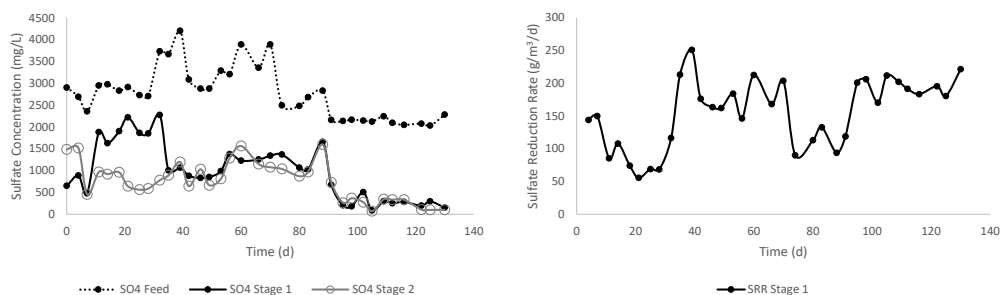 Sulfate Concentration (mg/L)
4500
4000
3500
3000
2500
2000
1500
1000
500
0
0 20 40 60 80 100 120 140
Time (d)
SO4 Feed SO4 Stage 1 SO4 Stage 2
Sulfate Reduction Rate (g/m³/d)
300
250
200
150
100
50
0
0 20 40 60 80 100 120 140
Time (d)
SRR Stage 1